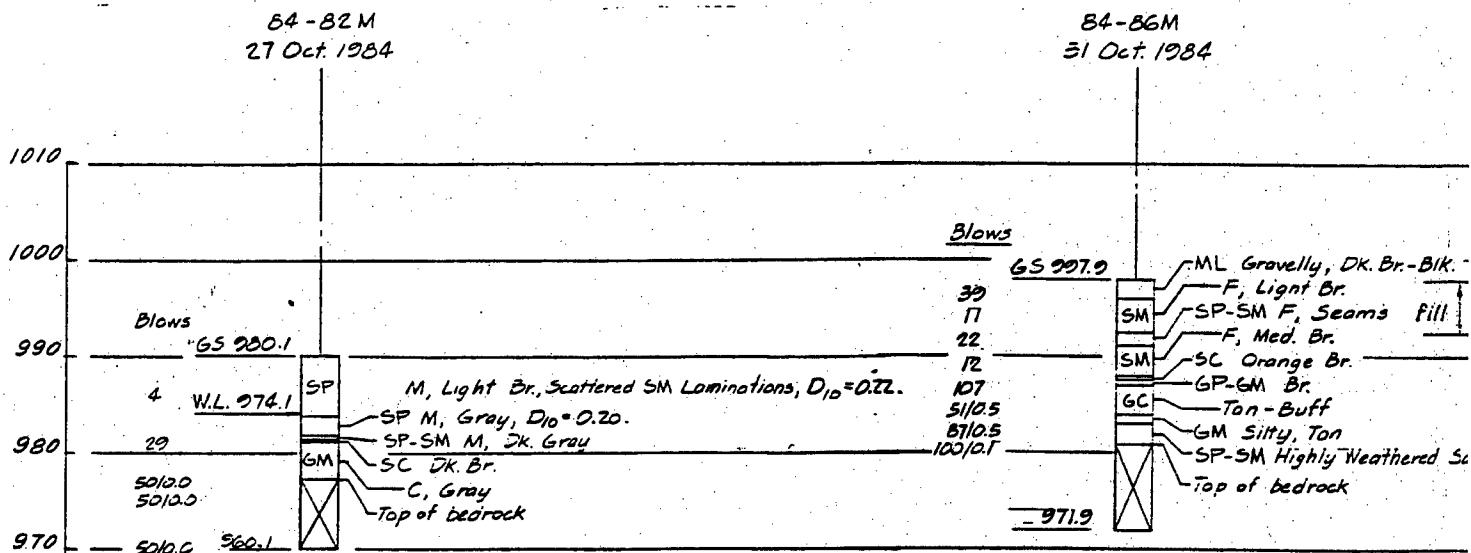 84-82M
27 Oct. 1984
84-86M
31 Oct. 1984
1010
1000
990
980
970
Blows
GS 980.1
4
W.L. 974.1
29
50/0.0
50/0.0
50/0.0 960.1
SP
GM
M, Light Br., Scattered SM Laminations, D10=0.22.
SP M, Gray, D10=0.20.
SP-SM M, Dk. Gray
SC Dk. Br.
C, Gray
Top of bedrock
Blows
GS 997.9
39
17
22
12
107
51/0.5
87/0.5
100/0.1
971.9
SM
SM
GC
ML Gravelly, Dk. Br.-Blk.
F, Light Br.
SP-SM F, Seams
Fill
F, Med. Br.
SC Orange Br.
GP-GM Br.
Tan-Buff
GM Silty, Tan
SP-SM Highly Weathered
Top of bedrock